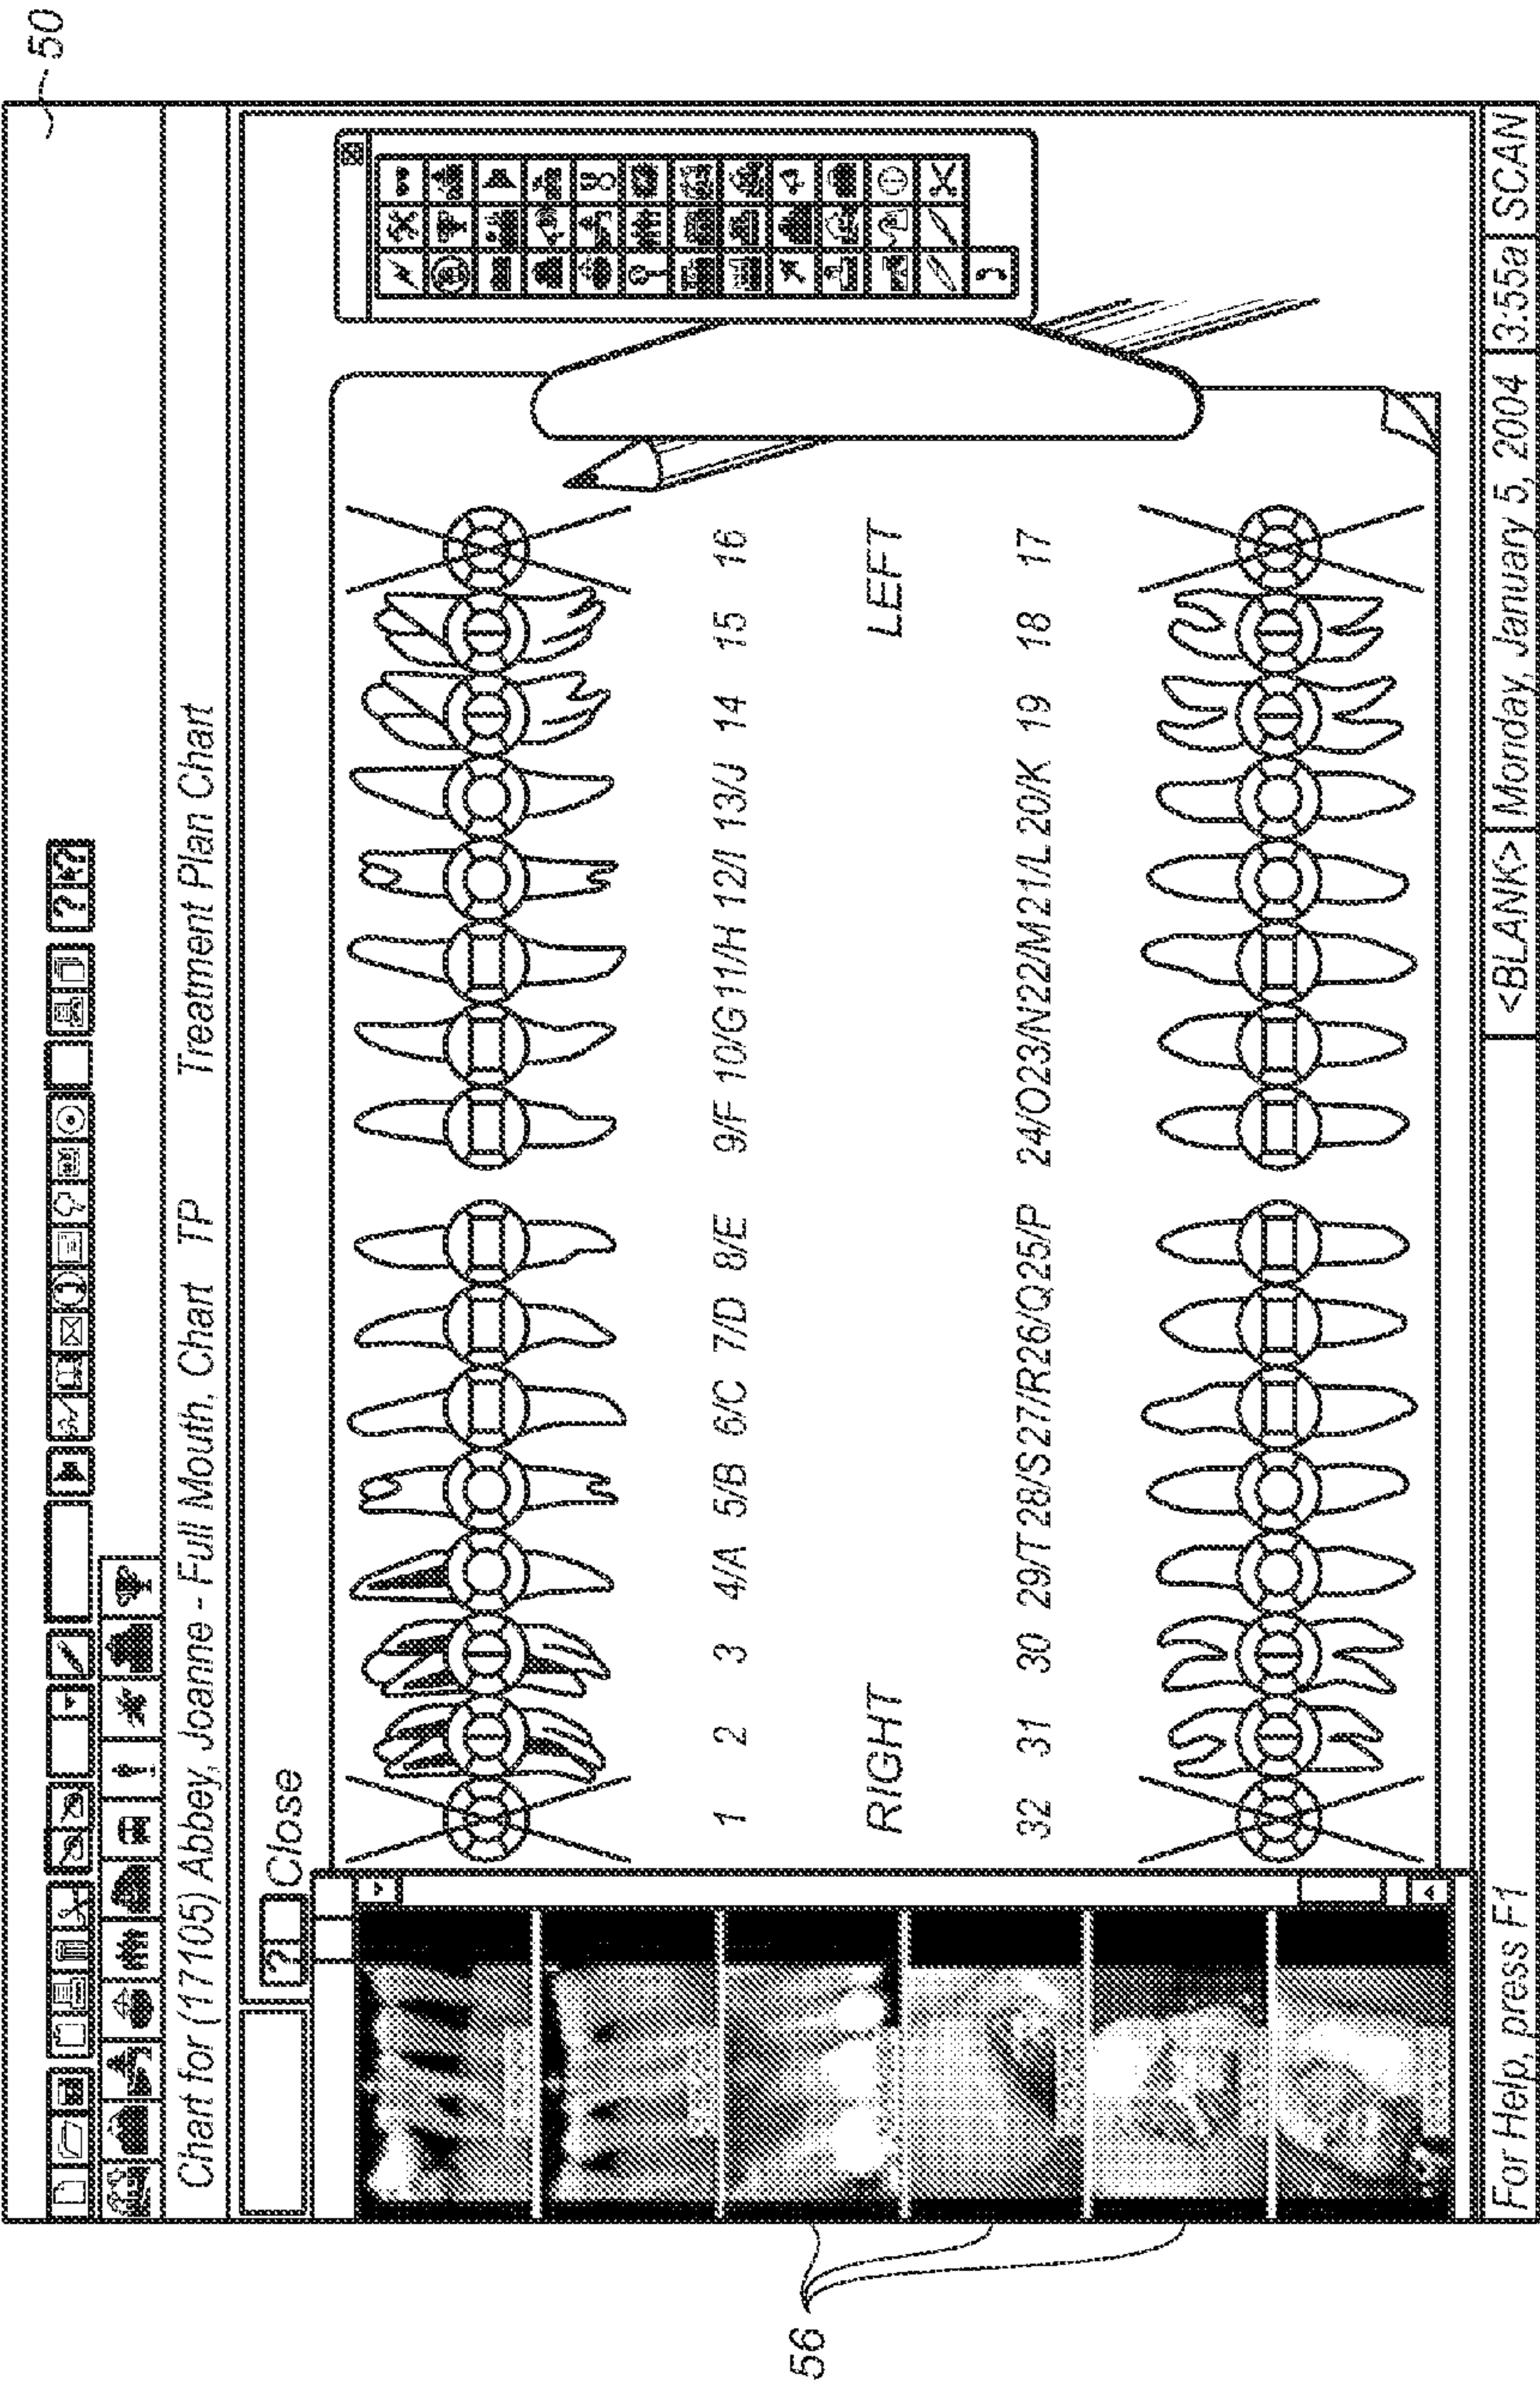 50
Chart for (17105) Abbey, Joanne - Full Mouth, Chart TP Treatment Plan Chart
? Close
1 2 3 4/A 5/B 6/C 7/D 8/E 9/F 10/G 11/H 12/I 13/J 14 15 16
RIGHT LEFT
32 31 30 29/T 28/S 27/R 26/Q 25/P 24/O 23/N 22/M 21/L 20/K 19 18 17
56
For Help, press F1 <BLANK> Monday, January 5, 2004 3:55a SCAN